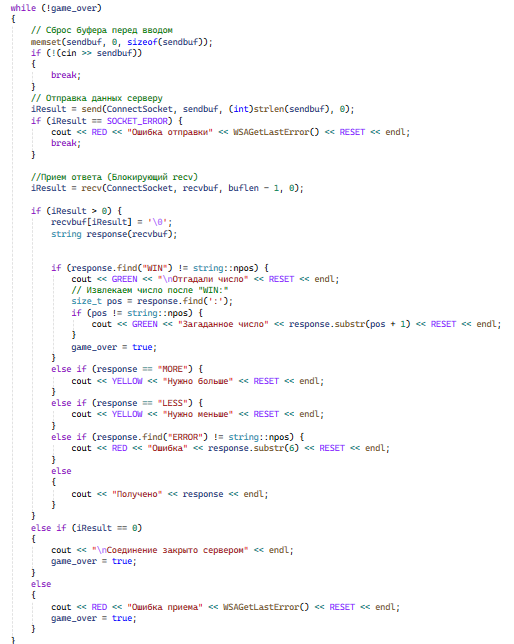 while (!game_over)
{
// Сброс буфера перед вводом
memset(sendbuf, 0, sizeof(sendbuf));
if (!(cin >> sendbuf))
{
break;
}
// Отправка данных серверу
iResult = send(ConnectSocket, sendbuf, (int)strlen(sendbuf), 0);
if (iResult == SOCKET_ERROR) {
cout << RED << "Ошибка отправки" << WSAGetLastError() << RESET << endl;
break;
}
//Прием ответа (Блокирующий recv)
iResult = recv(ConnectSocket, recvbuf, buflen - 1, 0);
if (iResult > 0) {
recvbuf[iResult] = '\0';
string response(recvbuf);
if (response.find("WIN") != string::npos) {
cout << GREEN << "\nОтгадали число" << RESET << endl;
// Извлекаем число после "WIN:"
size_t pos = response.find(':');
if (pos != string::npos) {
cout << GREEN << "Загаданное число" << response.substr(pos + 1) << RESET << endl;
}
game_over = true;
}
else if (response == "MORE") {
cout << YELLOW << "Нужно больше" << RESET << endl;
}
else if (response == "LESS") {
cout << YELLOW << "Нужно меньше" << RESET << endl;
}
else if (response.find("ERROR") != string::npos) {
cout << RED << "Ошибка" << response.substr(6) << RESET << endl;
}
else
{
cout << "Получено" << response << endl;
}
}
else if (iResult == 0)
{
cout << "\nСоединение закрыто сервером" << endl;
game_over = true;
}
else
{
cout << RED << "Ошибка приема" << WSAGetLastError() << RESET << endl;
game_over = true;
}
}